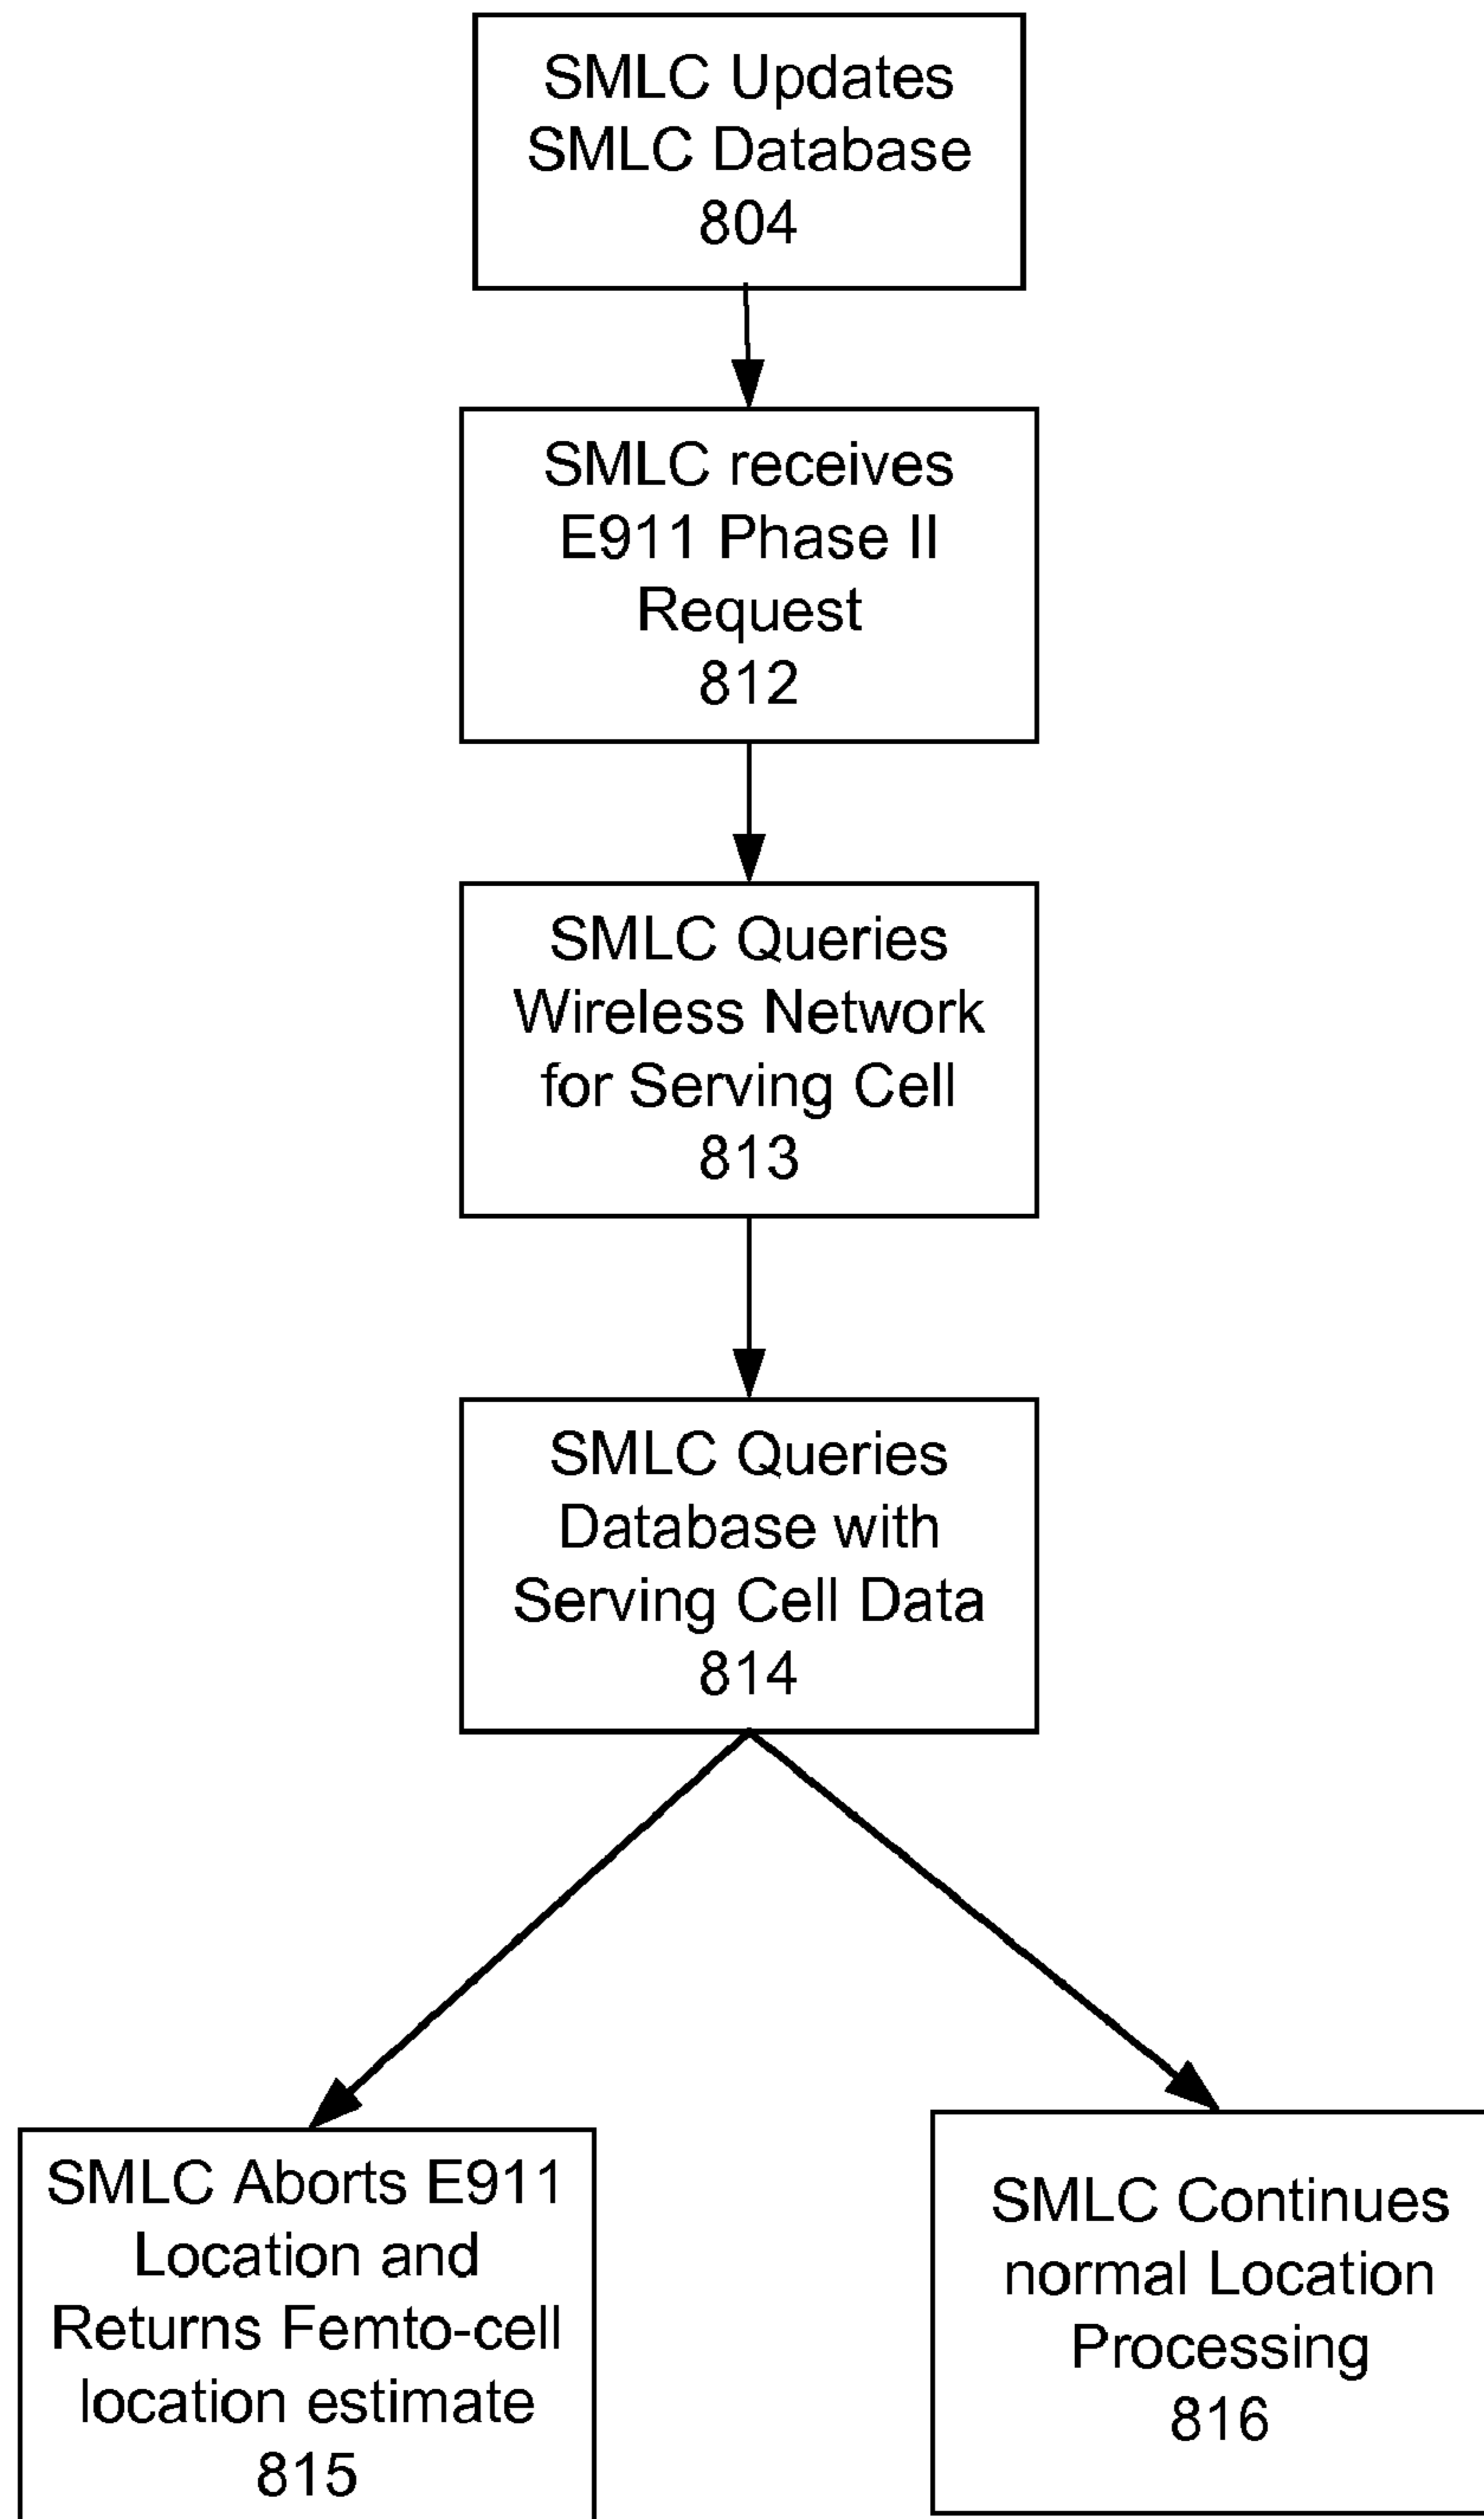 SMLC Updates
SMLC Database
804
SMLC receives
E911 Phase II
Request
812
SMLC Queries
Wireless Network
for Serving Cell
813
SMLC Queries
Database with
Serving Cell Data
814
SMLC Aborts E911
Location and
Returns Femto-cell
location estimate
815
SMLC Continues
normal Location
Processing
816